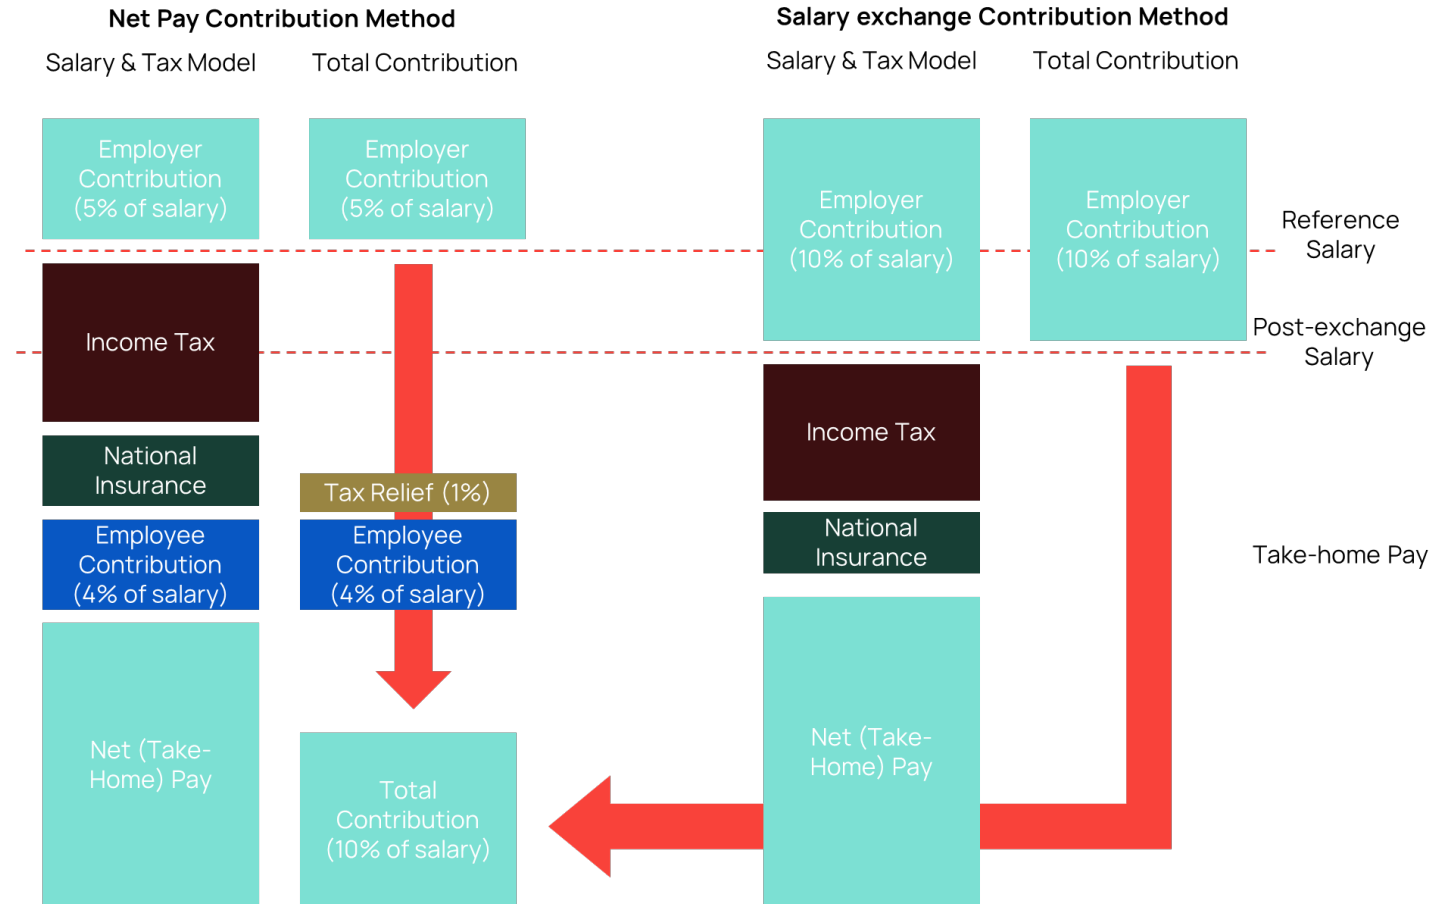 Net Pay Contribution Method
Salary & Tax Model
Total Contribution
Employer
Contribution
(5% of salary)
Employer
Contribution
(5% of salary)
Income Tax
National
Insurance
Tax Relief (1%)
Employee
Contribution
(4% of salary)
Employee
Contribution
(4% of salary)
Net (Take-
Home) Pay
Total
Contribution
(10% of salary)
Salary exchange Contribution Method
Salary & Tax Model
Total Contribution
Employer
Contribution
(10% of salary)
Employer
Contribution
(10% of salary)
Reference
Salary
Post-exchange
Salary
Income Tax
National
Insurance
Take-home Pay
Net (Take-
Home) Pay